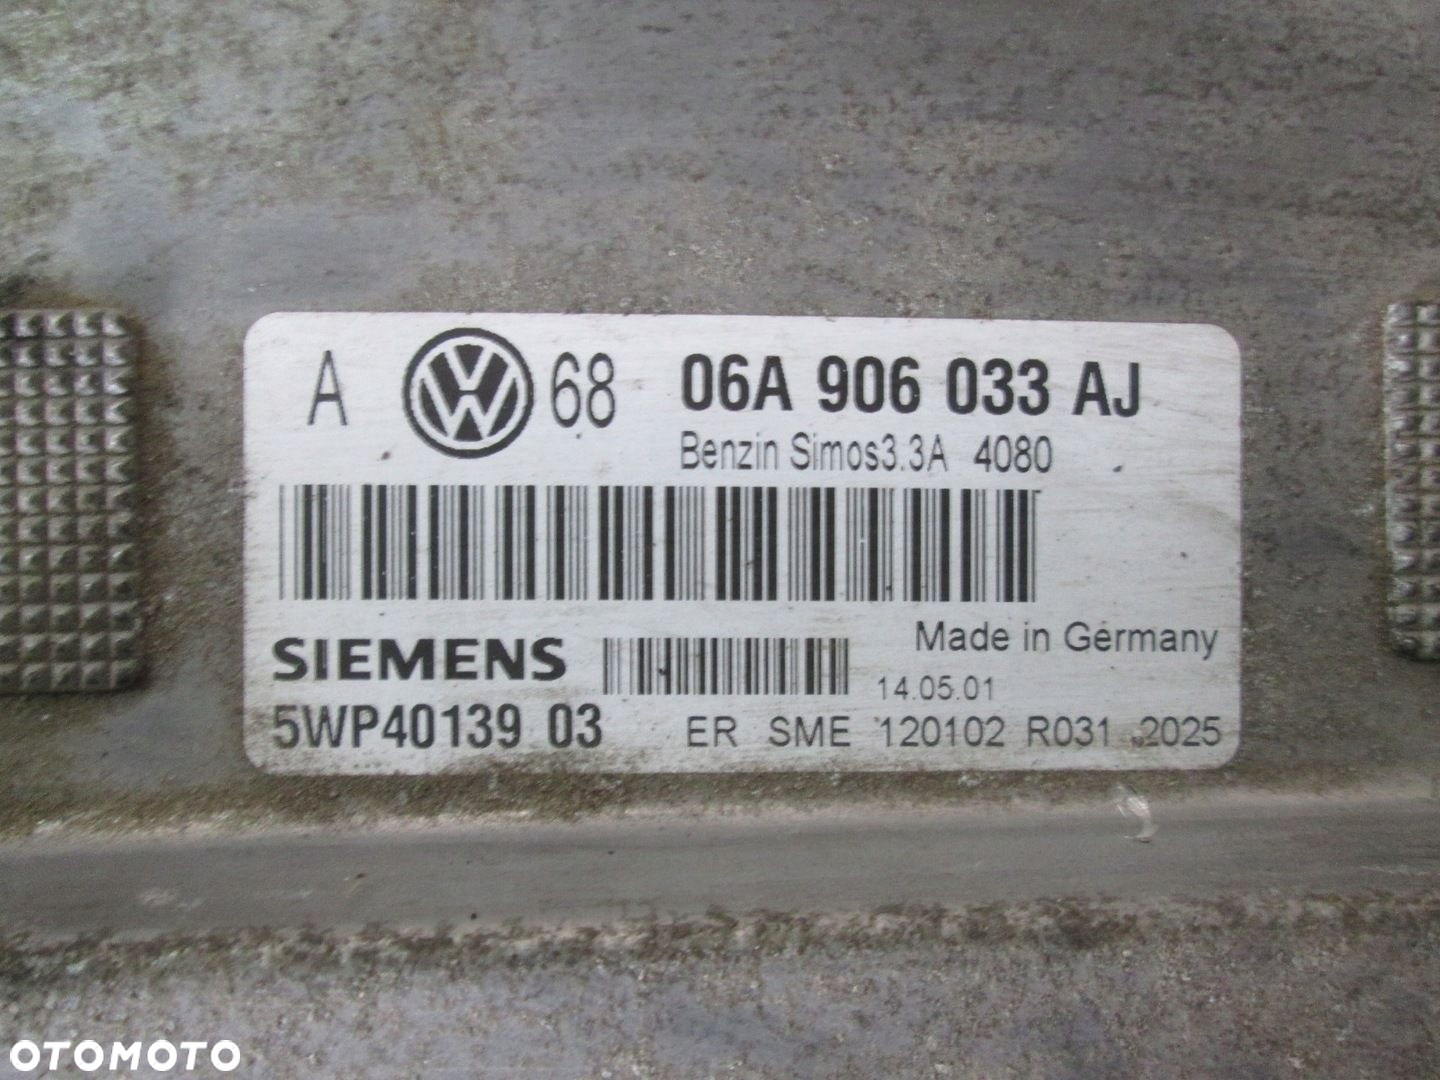 A VW 68 06A 906 033 AJ
Benzin Simos3.3A 4080
Made in Germany
SIEMENS
14.05.01
5WP40139 03 ER SME 120102 R031 2025
OTOMOTO